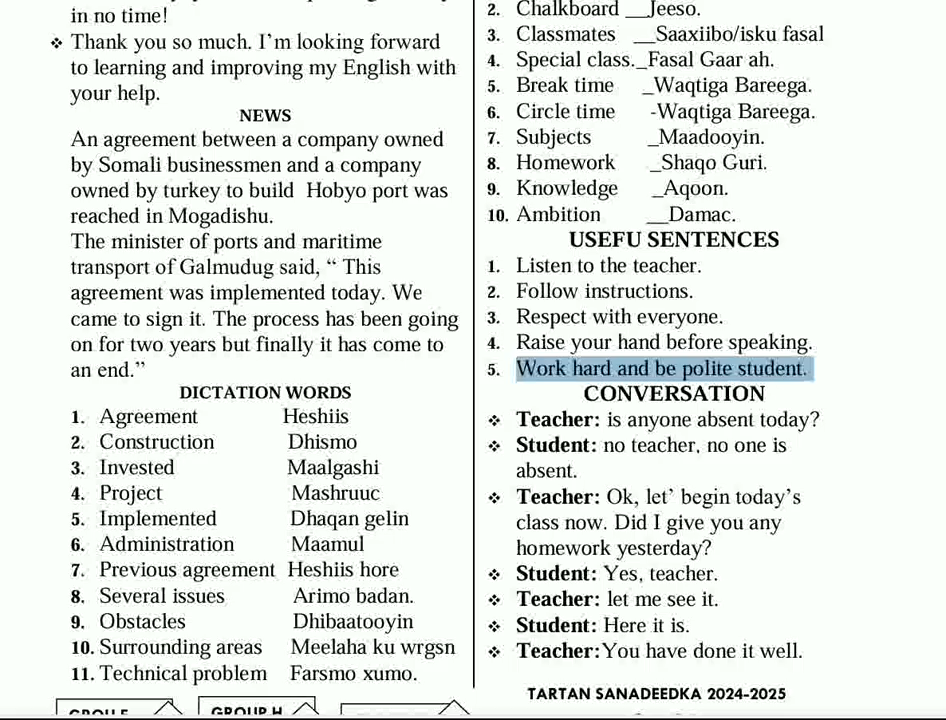 in no time!
❖ Thank you so much. I’m looking forward
to learning and improving my English with
your help.
NEWS
An agreement between a company owned
by Somali businessmen and a company
owned by turkey to build Hobyo port was
reached in Mogadishu.
The minister of ports and maritime
transport of Galmudug said, “ This
agreement was implemented today. We
came to sign it. The process has been going
on for two years but finally it has come to
an end.”
DICTATION WORDS
1. Agreement Heshiis
2. Construction Dhismo
3. Invested Maalgashi
4. Project Mashruuc
5. Implemented Dhaqan gelin
6. Administration Maamul
7. Previous agreement Heshiis hore
8. Several issues Arimo badan.
9. Obstacles Dhibaatooyin
10. Surrounding areas Meelaha ku wrgsn
11. Technical problem Farsmo xumo.
GROUP H
2. Chalkboard __Jeeso.
3. Classmates __Saaxiibo/isku fasal
4. Special class._Fasal Gaar ah.
5. Break time _Waqtiga Bareega.
6. Circle time -Waqtiga Bareega.
7. Subjects _Maadooyin.
8. Homework _Shaqo Guri.
9. Knowledge _Aqoon.
10. Ambition __Damac.
USEFU SENTENCES
1. Listen to the teacher.
2. Follow instructions.
3. Respect with everyone.
4. Raise your hand before speaking.
5. Work hard and be polite student.
CONVERSATION
❖ Teacher: is anyone absent today?
❖ Student: no teacher, no one is
absent.
❖ Teacher: Ok, let’ begin today’s
class now. Did I give you any
homework yesterday?
❖ Student: Yes, teacher.
❖ Teacher: let me see it.
❖ Student: Here it is.
❖ Teacher:You have done it well.
TARTAN SANADEEDKA 2024-2025